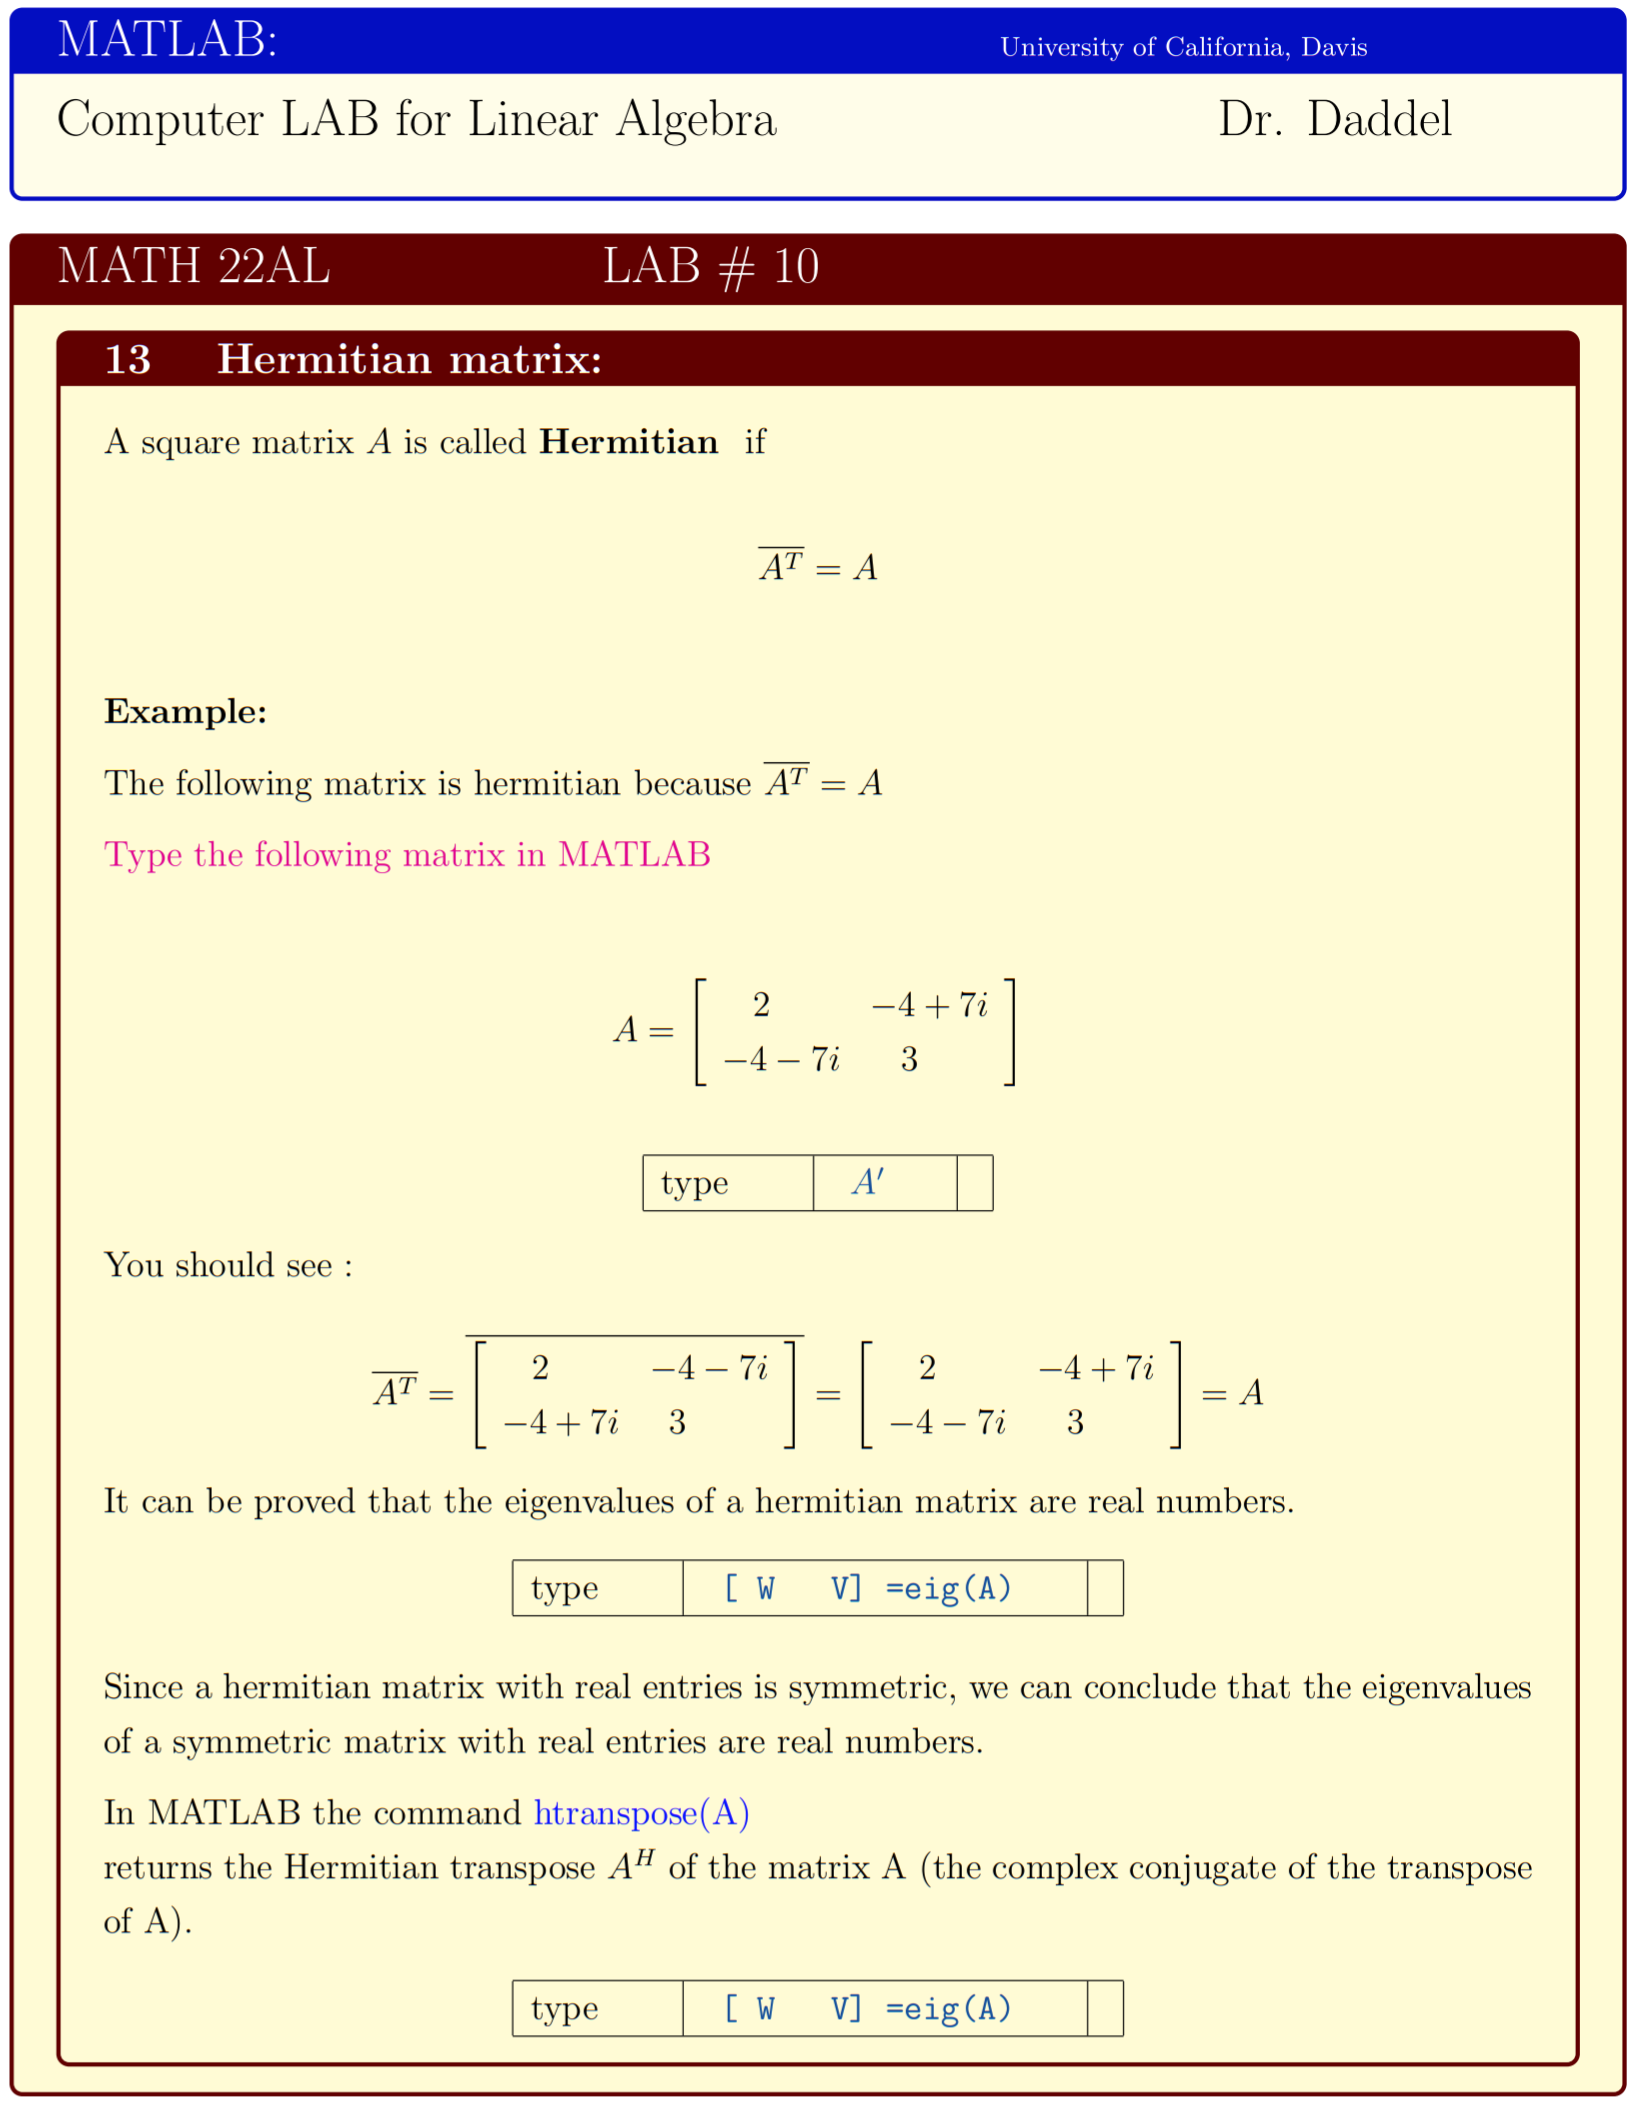 MATLAB: University of California, Davis
Computer LAB for Linear Algebra Dr. Daddel
MATH 22AL LAB # 10
13 Hermitian matrix:
A square matrix $A$ is called Hermitian if
$\overline{A^T} = A$
Example:
The following matrix is hermitian because $\overline{A^T} = A$
Type the following matrix in MATLAB
$A = \begin{bmatrix} 2 & -4+7i \\ -4-7i & 3 \end{bmatrix}$
type $A'$
You should see :
$\overline{A^T} = \overline{\begin{bmatrix} 2 & -4-7i \\ -4+7i & 3 \end{bmatrix}} = \begin{bmatrix} 2 & -4+7i \\ -4-7i & 3 \end{bmatrix} = A$
It can be proved that the eigenvalues of a hermitian matrix are real numbers.
type [ W V] =eig(A)
Since a hermitian matrix with real entries is symmetric, we can conclude that the eigenvalues
of a symmetric matrix with real entries are real numbers.
In MATLAB the command htranspose(A)
returns the Hermitian transpose $A^H$ of the matrix A (the complex conjugate of the transpose
of A).
type [ W V] =eig(A)